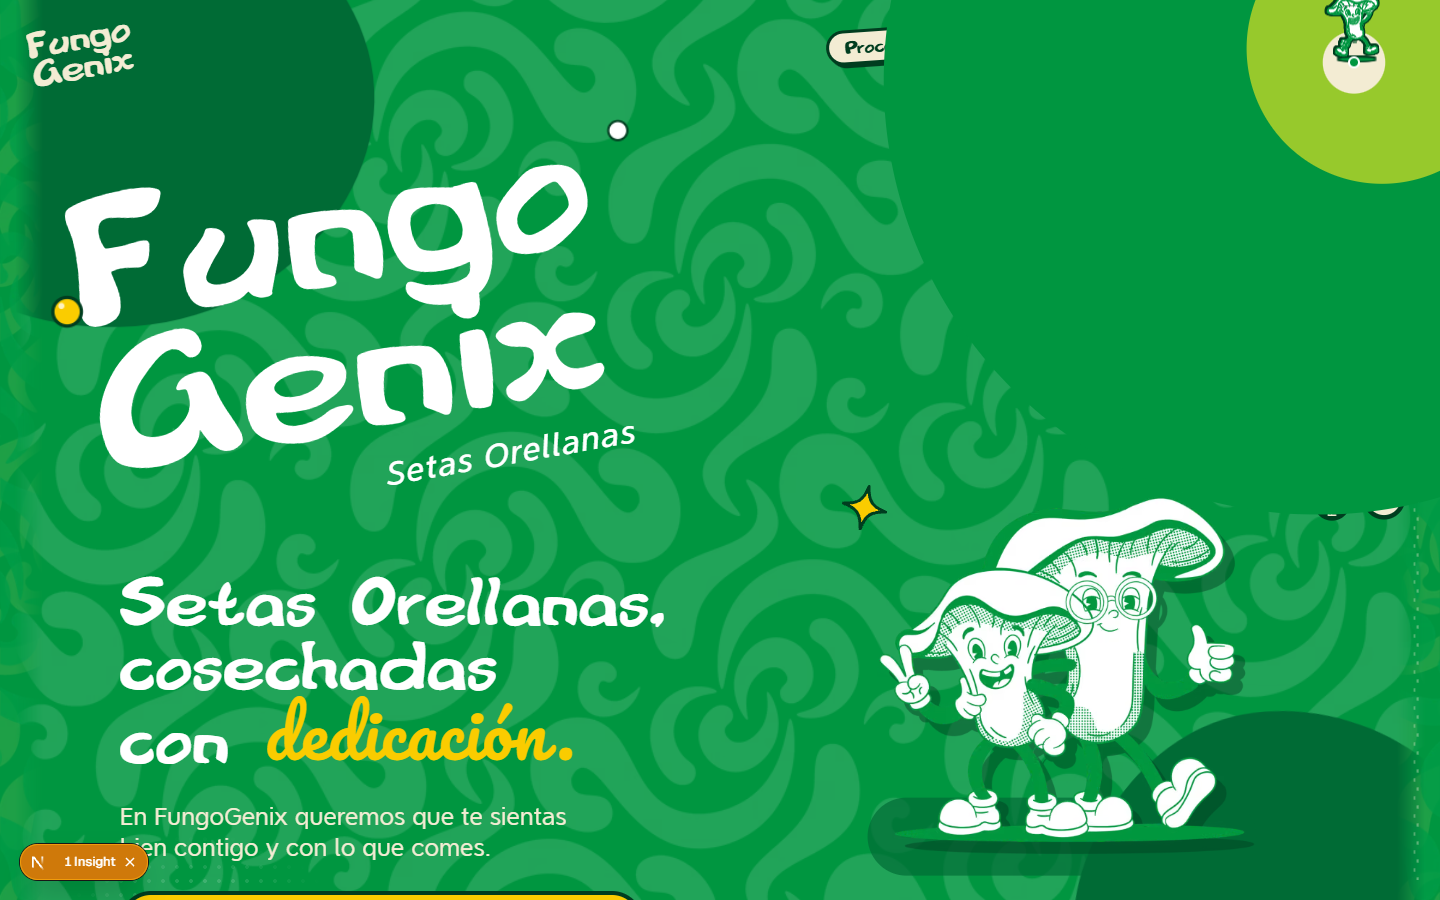 Fungo
Genix
Fungo
Genix
Setas Orellanas
Setas Orellanas,
cosechadas
con dedicación.
En FungoGenix queremos que te sientas
bien contigo y con lo que comes.
1 Insight